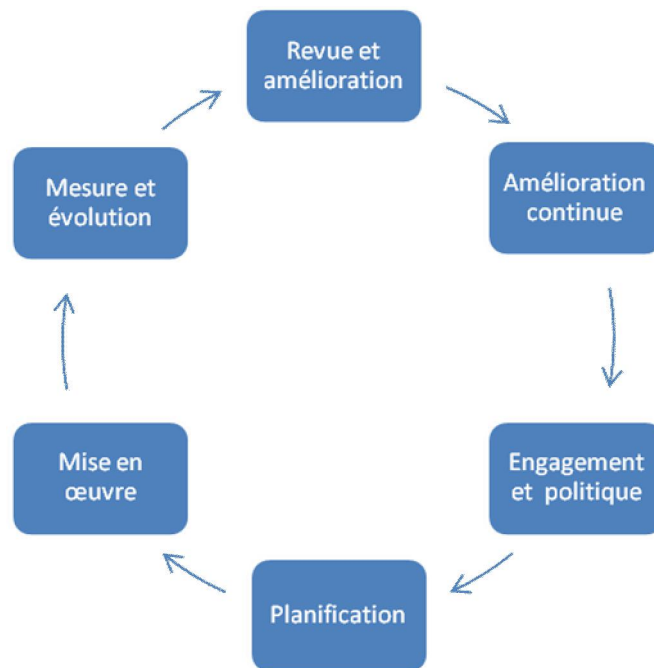 Revue et
amélioration
Amélioration
continue
Engagement
et politique
Planification
Mise en
œuvre
Mesure et
évolution